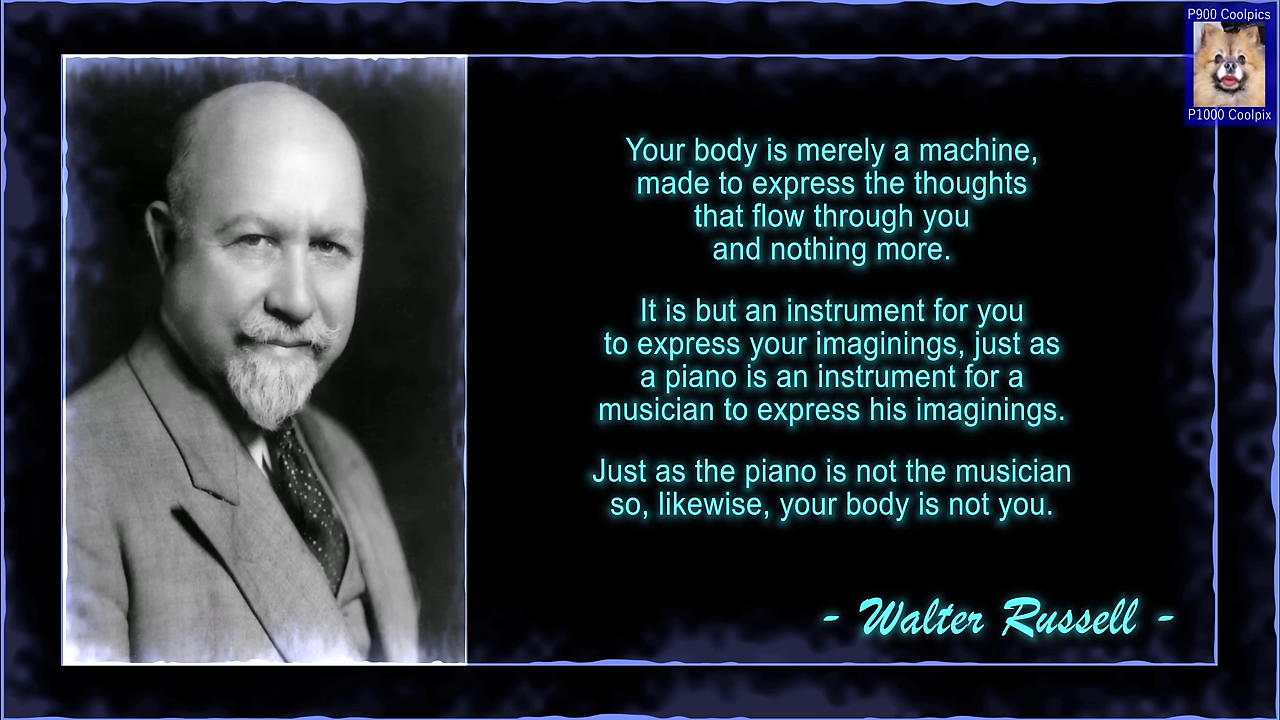 P900 Coolpics
P1000 Coolpix
Your body is merely a machine,
made to express the thoughts
that flow through you
and nothing more.
It is but an instrument for you
to express your imaginings, just as
a piano is an instrument for a
musician to express his imaginings.
Just as the piano is not the musician
so, likewise, your body is not you.
- Walter Russell -